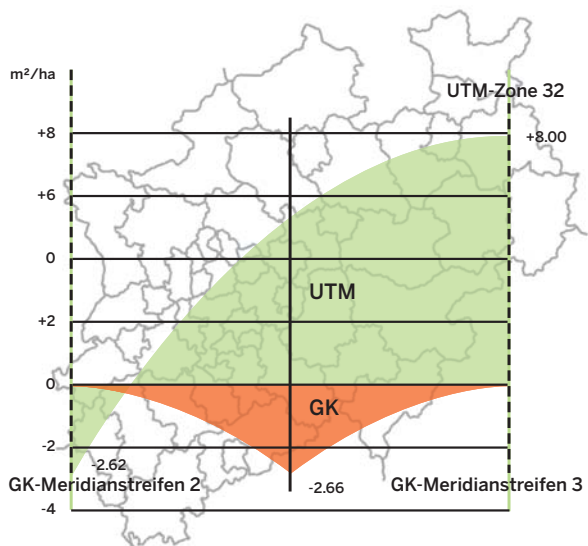 m²/ha
UTM-Zone 32
+8
+8.00
+6
0
UTM
+2
0
GK
-2
-2.62
GK-Meridianstreifen 2
-2.66
GK-Meridianstreifen 3
-4